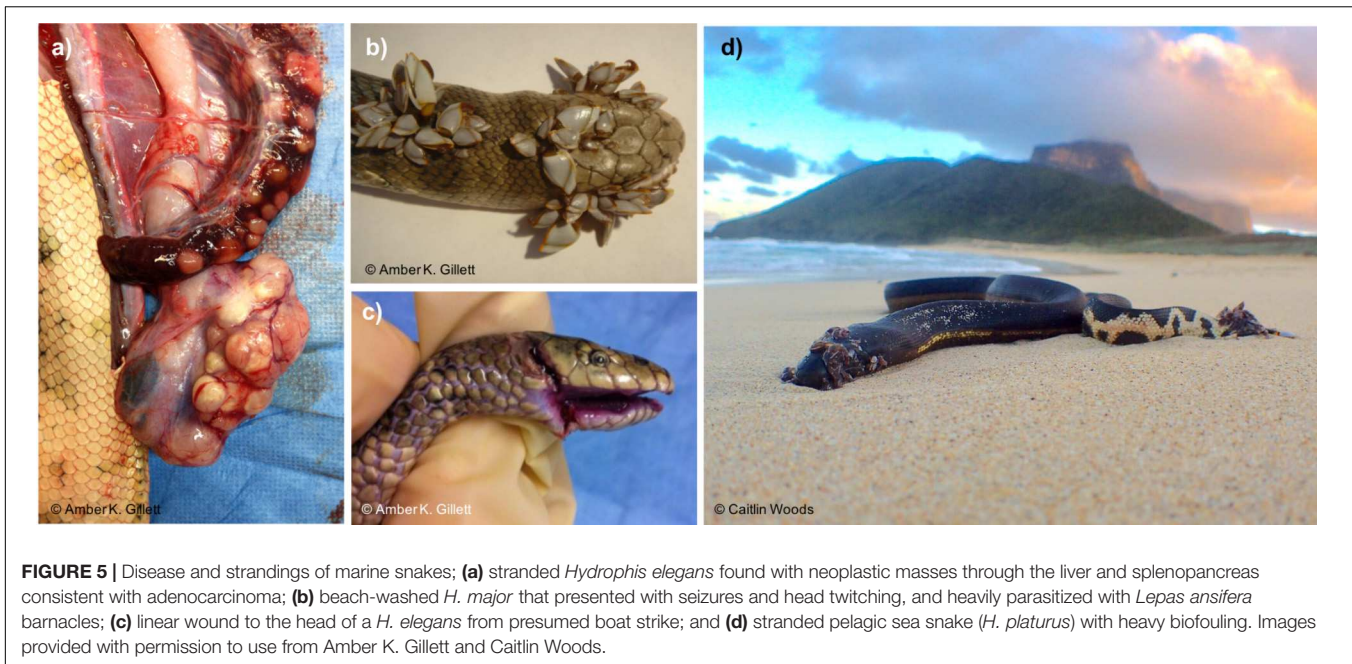 a)
© Amber K. Gillett
b)
© Amber K. Gillett
c)
© Amber K. Gillett
d)
© Caitlin Woods
FIGURE 5 | Disease and strandings of marine snakes; (a) stranded Hydrophis elegans found with neoplastic masses through the liver and splenopancreas
consistent with adenocarcinoma; (b) beach-washed H. major that presented with seizures and head twitching, and heavily parasitized with Lepas ansifera
barnacles; (c) linear wound to the head of a H. elegans from presumed boat strike; and (d) stranded pelagic sea snake (H. platurus) with heavy biofouling. Images
provided with permission to use from Amber K. Gillett and Caitlin Woods.